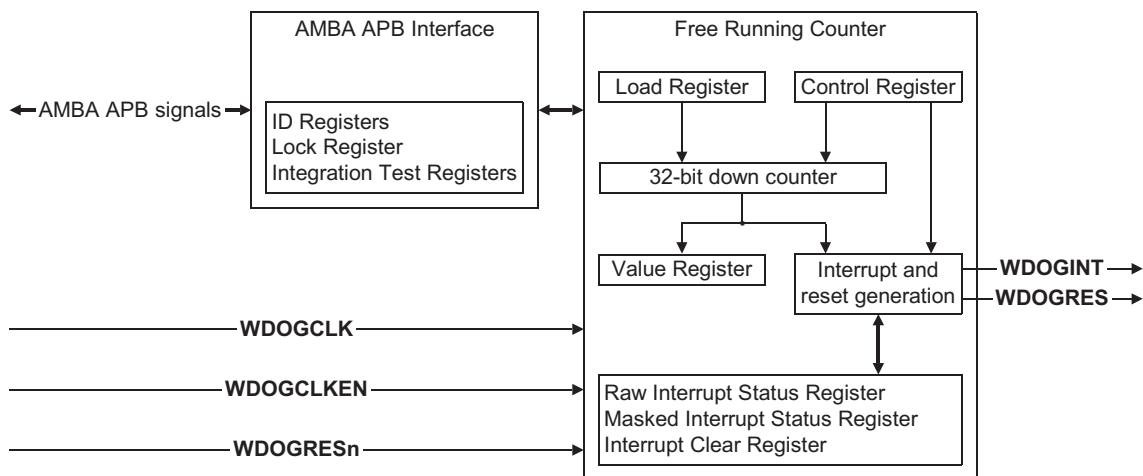 AMBA APB Interface
Free Running Counter
Load Register
Control Register
AMBA APB signals
ID Registers
Lock Register
Integration Test Registers
32-bit down counter
Value Register
Interrupt and
reset generation
WDOGINT
WDOGRES
WDOGCLK
WDOGCLKEN
WDOGRESn
Raw Interrupt Status Register
Masked Interrupt Status Register
Interrupt Clear Register